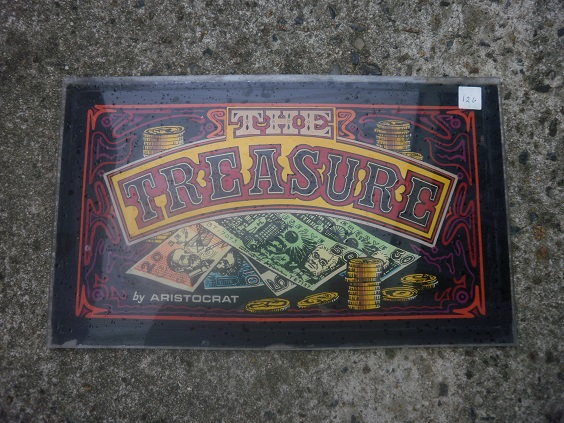 THE
126
TREASURE
by ARISTOCRAT